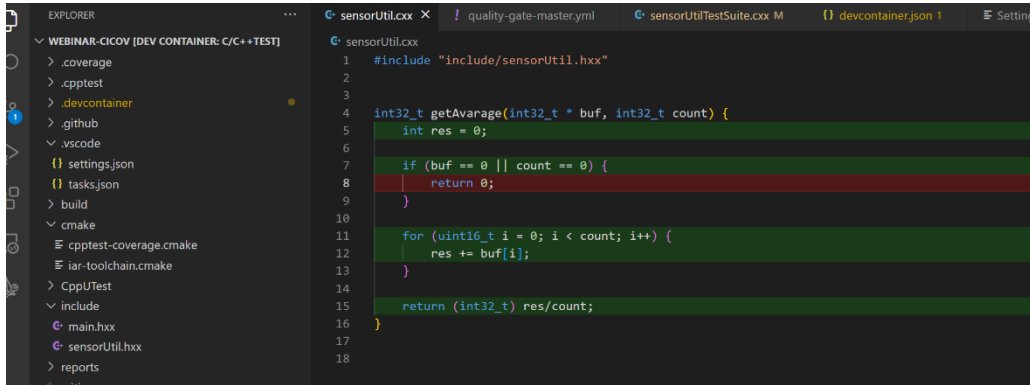 EXPLORER
···
WEBINAR-CICOV [DEV CONTAINER: C/C++TEST]
.coverage
.cpptest
.devcontainer
.github
.vscode
{} settings.json
{} tasks.json
build
cmake
cpptest-coverage.cmake
iar-toolchain.cmake
CppUTest
include
main.hxx
sensorUtil.hxx
reports
1
sensorUtil.cxx ×
! quality-gate-master.yml
sensorUtilTestSuite.cxx M
{} devcontainer.json 1
Setting
sensorUtil.cxx
1 #include "include/sensorUtil.hxx"
2
3
4 int32_t getAvarage(int32_t * buf, int32_t count) {
5 int res = 0;
6
7 if (buf == 0 || count == 0) {
8 return 0;
9 }
10
11 for (uint16_t i = 0; i < count; i++) {
12 res += buf[i];
13 }
14
15 return (int32_t) res/count;
16 }
17
18